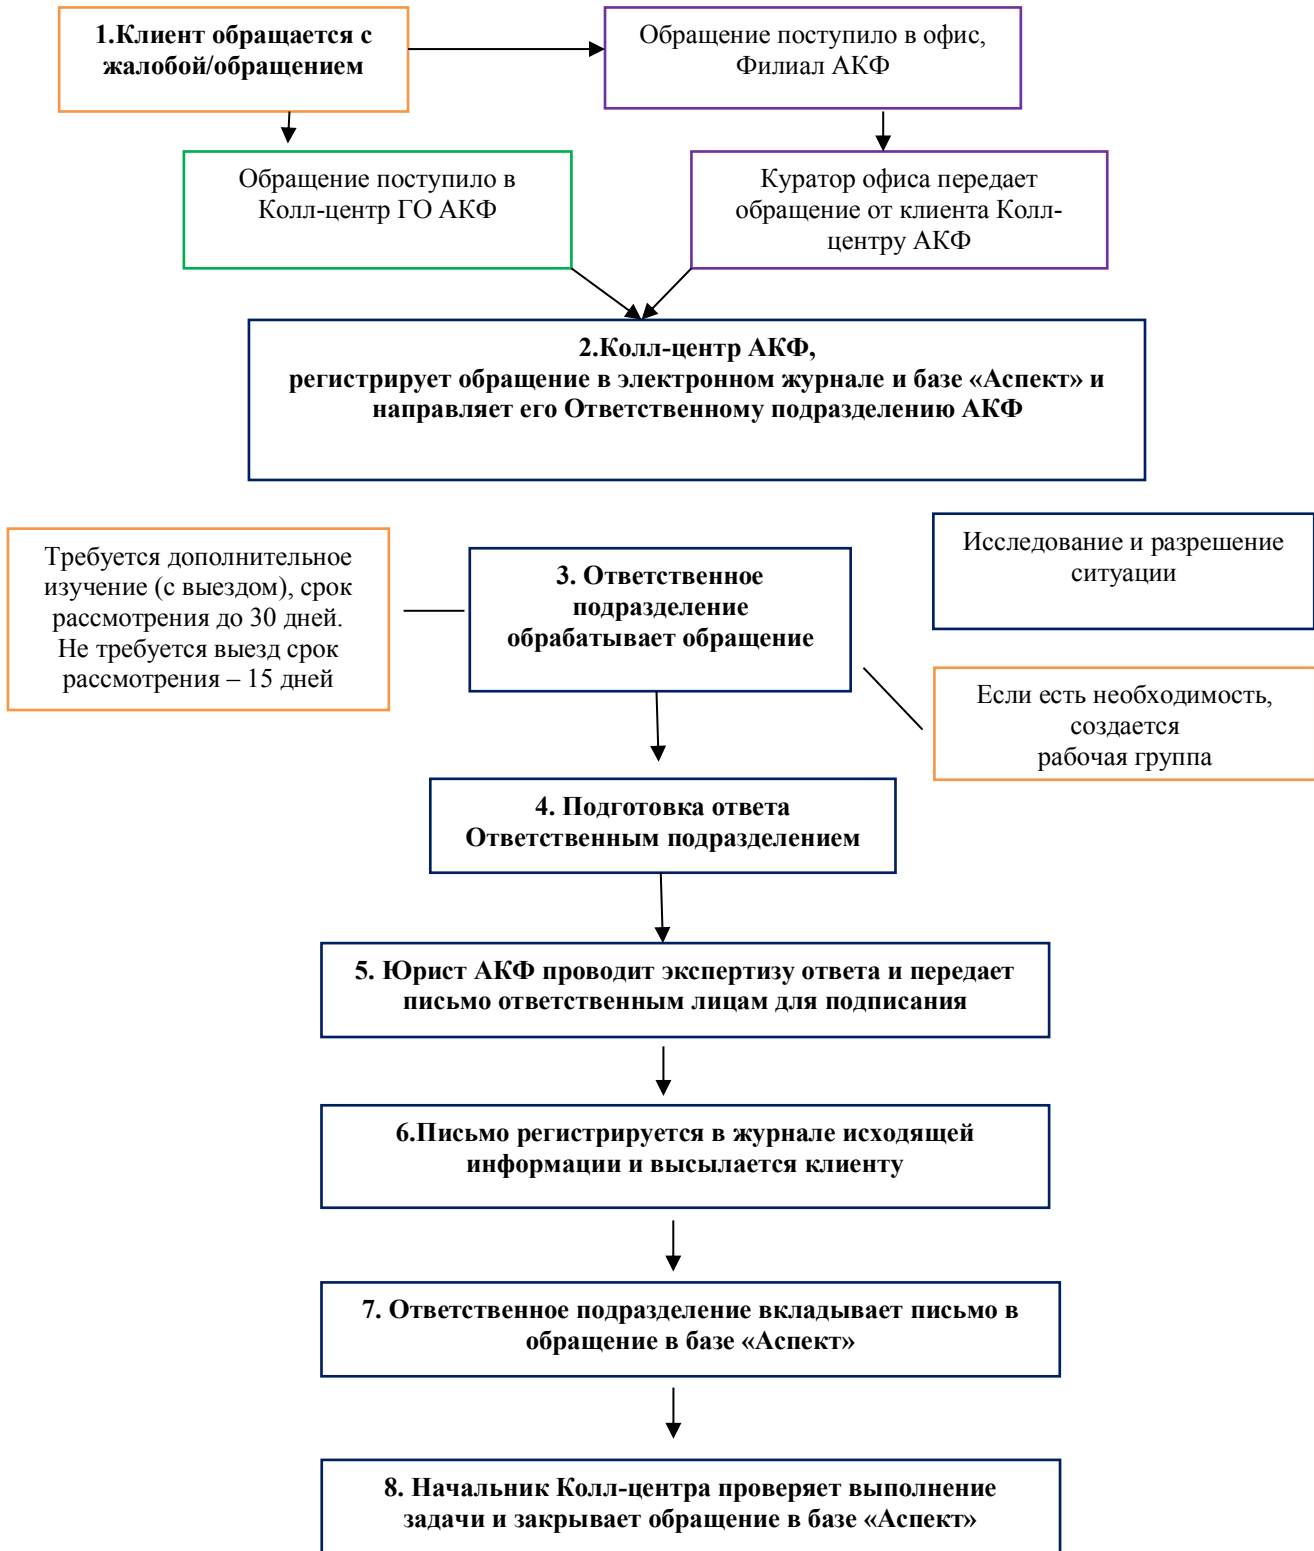 1.Клиент обращается с
жалобой/обращением
Обращение поступило в офис,
Филиал АКФ
Обращение поступило в
Колл-центр ГО АКФ
Куратор офиса передает
обращение от клиента Колл-
центру АКФ
2.Колл-центр АКФ,
регистрирует обращение в электронном журнале и базе «Аспект» и
направляет его Ответственному подразделению АКФ
Требуется дополнительное
изучение (с выездом), срок
рассмотрения до 30 дней.
Не требуется выезд срок
рассмотрения – 15 дней
3. Ответственное
подразделение
обрабатывает обращение
Исследование и разрешение
ситуации
Если есть необходимость,
создается
рабочая группа
4. Подготовка ответа
Ответственным подразделением
5. Юрист АКФ проводит экспертизу ответа и передает
письмо ответственным лицам для подписания
6.Письмо регистрируется в журнале исходящей
информации и высылается клиенту
7. Ответственное подразделение вкладывает письмо в
обращение в базе «Аспект»
8. Начальник Колл-центра проверяет выполнение
задачи и закрывает обращение в базе «Аспект»